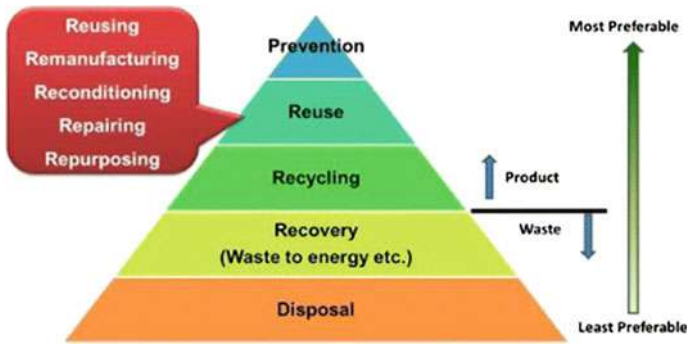 Reusing
Remanufacturing
Reconditioning
Repairing
Repurposing
Prevention
Reuse
Recycling
Recovery
(Waste to energy etc.)
Disposal
Product
Waste
Most Preferable
Least Preferable